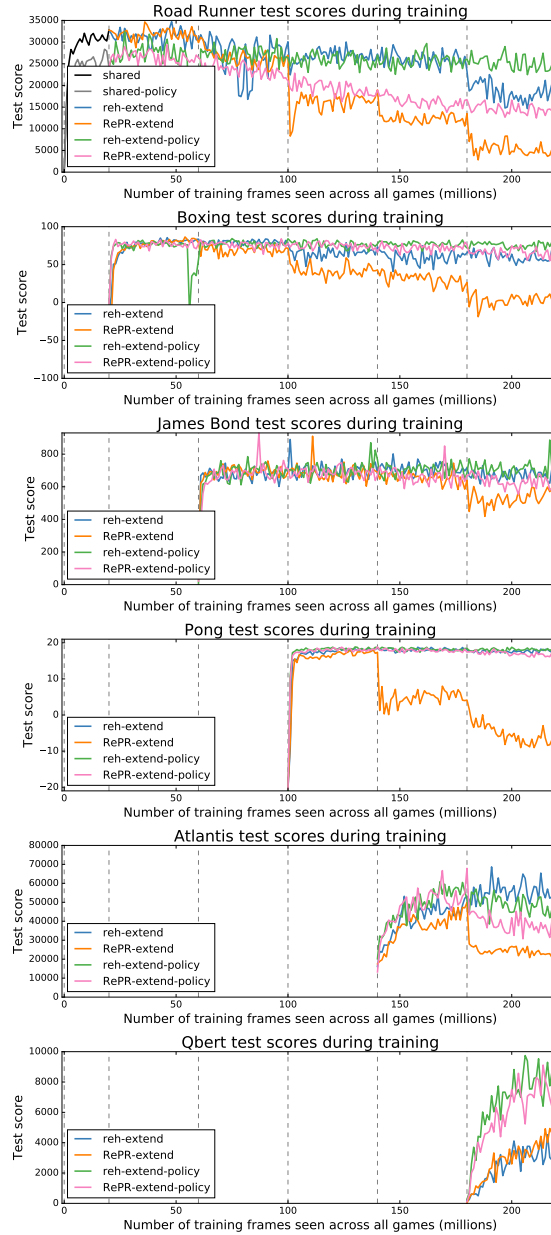 Road Runner test scores during training
Test score
35000
30000
25000
20000
15000
10000
5000
0
shared
shared-policy
reh-extend
RePR-extend
reh-extend-policy
RePR-extend-policy
0 50 100 150 200
Number of training frames seen across all games (millions)
Boxing test scores during training
Test score
100
50
0
−50
−100
reh-extend
RePR-extend
reh-extend-policy
RePR-extend-policy
0 50 100 150 200
Number of training frames seen across all games (millions)
James Bond test scores during training
Test score
800
600
400
200
0
reh-extend
RePR-extend
reh-extend-policy
RePR-extend-policy
0 50 100 150 200
Number of training frames seen across all games (millions)
Pong test scores during training
Test score
20
10
0
−10
−20
reh-extend
RePR-extend
reh-extend-policy
RePR-extend-policy
0 50 100 150 200
Number of training frames seen across all games (millions)
Atlantis test scores during training
Test score
80000
70000
60000
50000
40000
30000
20000
10000
0
reh-extend
RePR-extend
reh-extend-policy
RePR-extend-policy
0 50 100 150 200
Number of training frames seen across all games (millions)
Qbert test scores during training
Test score
10000
8000
6000
4000
2000
0
reh-extend
RePR-extend
reh-extend-policy
RePR-extend-policy
0 50 100 150 200
Number of training frames seen across all games (millions)